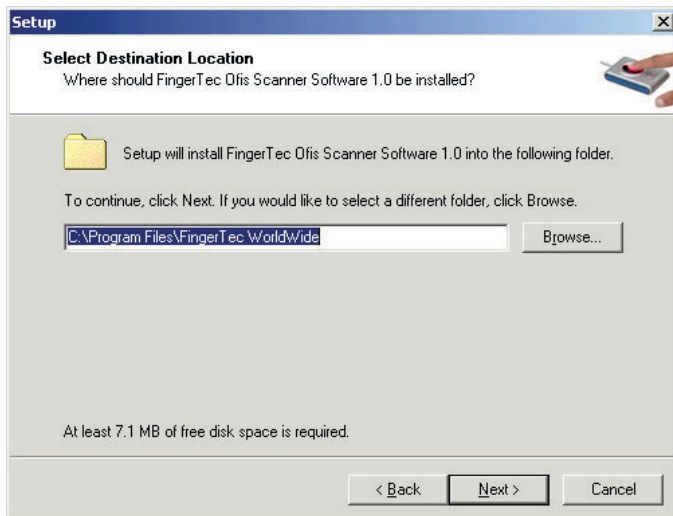 Setup
Select Destination Location
Where should FingerTec Ofis Scanner Software 1.0 be installed?
Setup will install FingerTec Ofis Scanner Software 1.0 into the following folder.
To continue, click Next. If you would like to select a different folder, click Browse.
C:\Program Files\FingerTec WorldWide
Browse...
At least 7.1 MB of free disk space is required.
< Back
Next >
Cancel